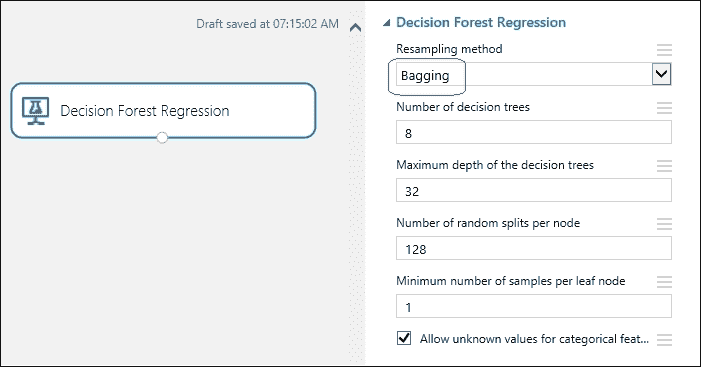 Draft saved at 07:15:02 AM
Decision Forest Regression
Decision Forest Regression
Resampling method
Bagging
Number of decision trees
8
Maximum depth of the decision trees
32
Number of random splits per node
128
Minimum number of samples per leaf node
1
Allow unknown values for categorical feat...